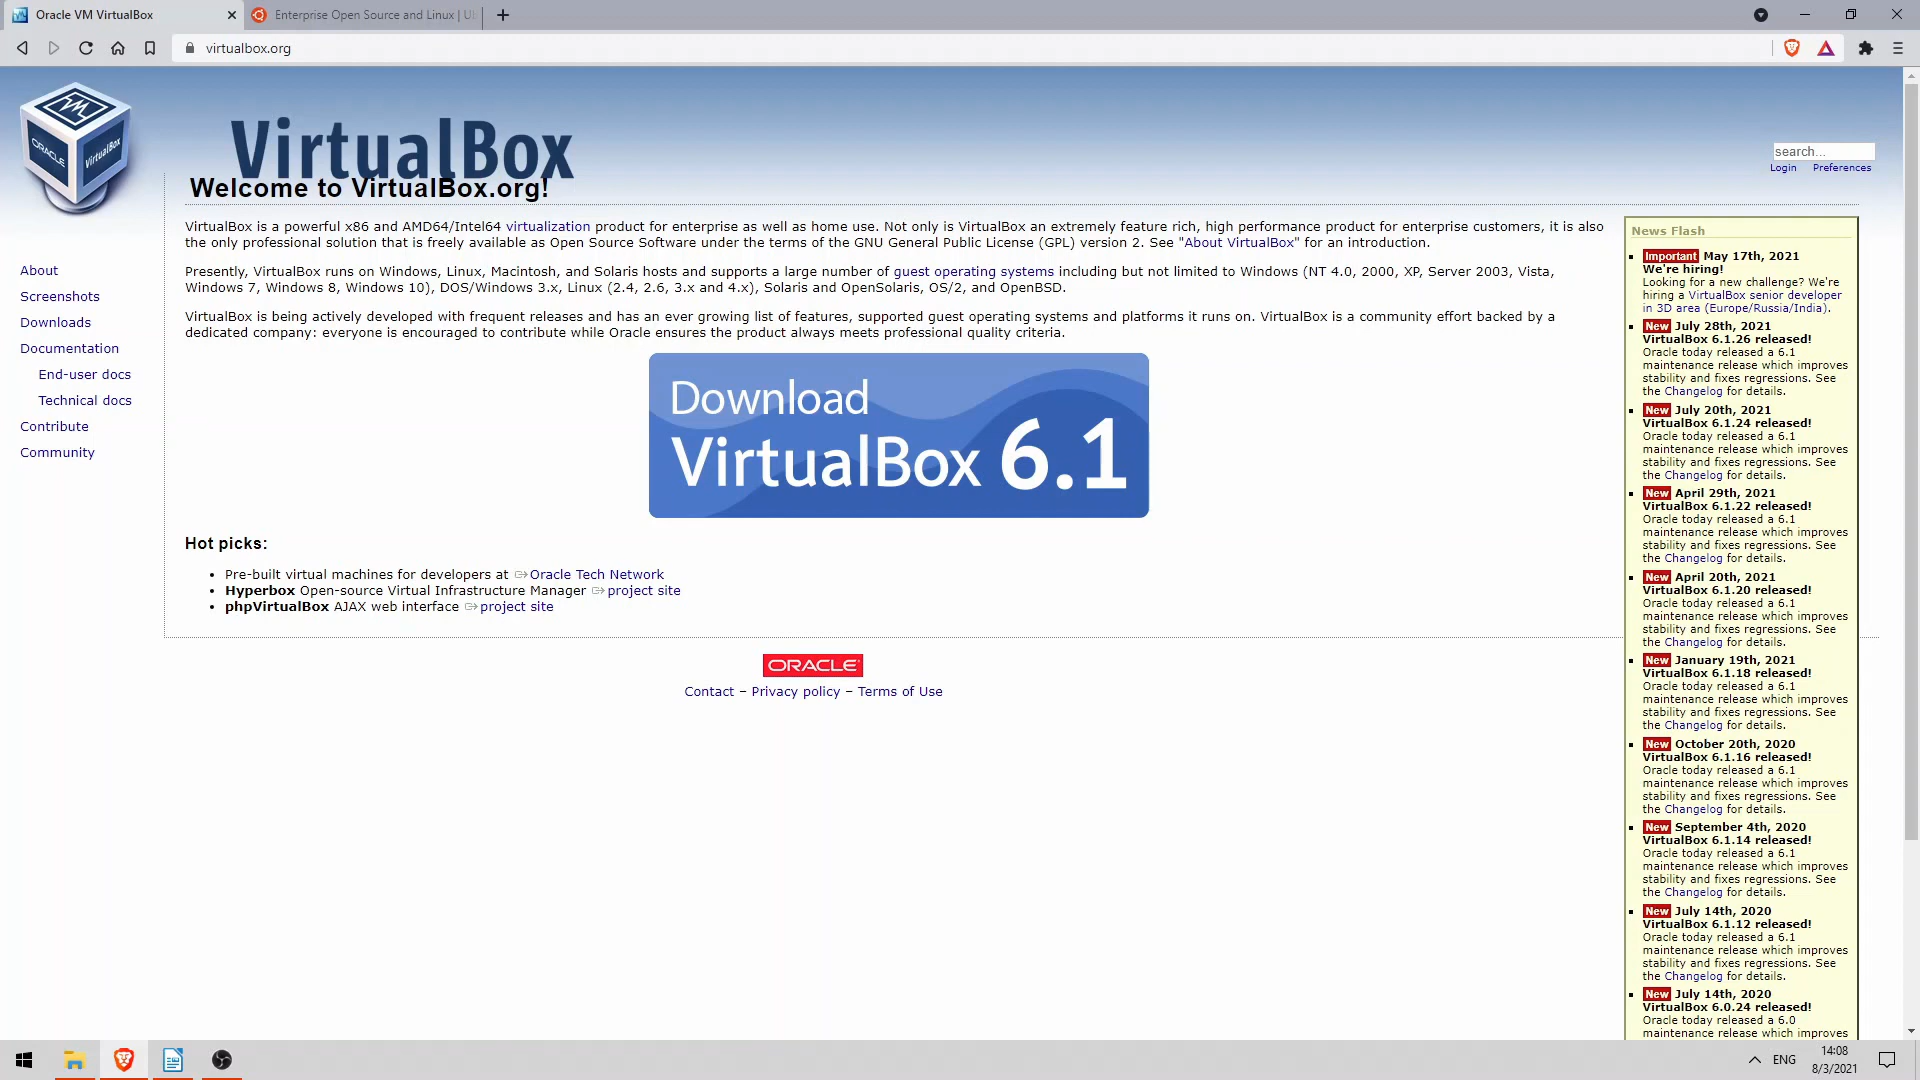 Oracle VM VirtualBox
Enterprise Open Source and Linux | U
virtualbox.org
ORACLE
VirtualBox
VirtualBox
search...
Login Preferences
Welcome to VirtualBox.org!
VirtualBox is a powerful x86 and AMD64/Intel64 virtualization product for enterprise as well as home use. Not only is VirtualBox an extremely feature rich, high performance product for enterprise customers, it is also
the only professional solution that is freely available as Open Source Software under the terms of the GNU General Public License (GPL) version 2. See "About VirtualBox" for an introduction.
Presently, VirtualBox runs on Windows, Linux, Macintosh, and Solaris hosts and supports a large number of guest operating systems including but not limited to Windows (NT 4.0, 2000, XP, Server 2003, Vista,
Windows 7, Windows 8, Windows 10), DOS/Windows 3.x, Linux (2.4, 2.6, 3.x and 4.x), Solaris and OpenSolaris, OS/2, and OpenBSD.
VirtualBox is being actively developed with frequent releases and has an ever growing list of features, supported guest operating systems and platforms it runs on. VirtualBox is a community effort backed by a
dedicated company: everyone is encouraged to contribute while Oracle ensures the product always meets professional quality criteria.
About
Screenshots
Downloads
Documentation
End-user docs
Technical docs
Contribute
Community
Download
VirtualBox 6.1
Hot picks:
Pre-built virtual machines for developers at Oracle Tech Network
Hyperbox Open-source Virtual Infrastructure Manager project site
phpVirtualBox AJAX web interface project site
ORACLE
Contact – Privacy policy – Terms of Use
News Flash
Important May 17th, 2021
We're hiring!
Looking for a new challenge? We're
hiring a VirtualBox senior developer
in 3D area (Europe/Russia/India).
New July 28th, 2021
VirtualBox 6.1.26 released!
Oracle today released a 6.1
maintenance release which improves
stability and fixes regressions. See
the Changelog for details.
New July 20th, 2021
VirtualBox 6.1.24 released!
Oracle today released a 6.1
maintenance release which improves
stability and fixes regressions. See
the Changelog for details.
New April 29th, 2021
VirtualBox 6.1.22 released!
Oracle today released a 6.1
maintenance release which improves
stability and fixes regressions. See
the Changelog for details.
New April 20th, 2021
VirtualBox 6.1.20 released!
Oracle today released a 6.1
maintenance release which improves
stability and fixes regressions. See
the Changelog for details.
New January 19th, 2021
VirtualBox 6.1.18 released!
Oracle today released a 6.1
maintenance release which improves
stability and fixes regressions. See
the Changelog for details.
New October 20th, 2020
VirtualBox 6.1.16 released!
Oracle today released a 6.1
maintenance release which improves
stability and fixes regressions. See
the Changelog for details.
New September 4th, 2020
VirtualBox 6.1.14 released!
Oracle today released a 6.1
maintenance release which improves
stability and fixes regressions. See
the Changelog for details.
New July 14th, 2020
VirtualBox 6.1.12 released!
Oracle today released a 6.1
maintenance release which improves
stability and fixes regressions. See
the Changelog for details.
New July 14th, 2020
VirtualBox 6.0.24 released!
Oracle today released a 6.0
maintenance release which improves
ENG
14:08
8/3/2021